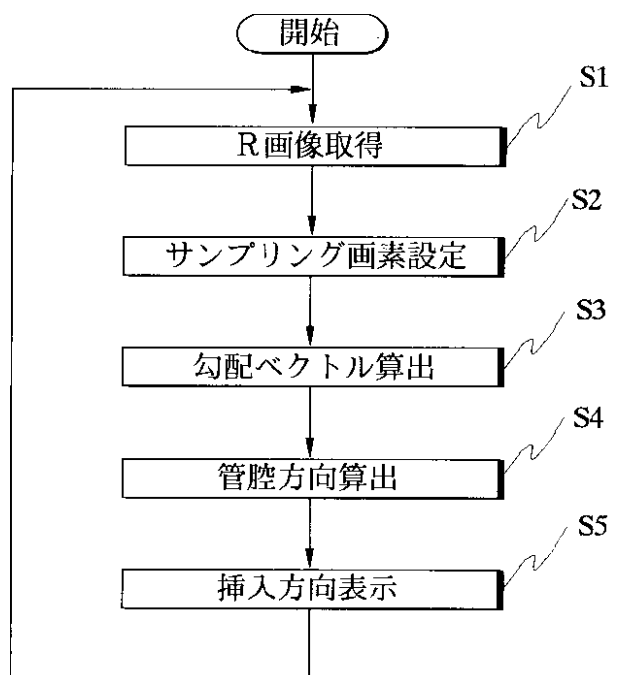 開始
S1
R画像取得
S2
サンプリング画素設定
S3
勾配ベクトル算出
S4
管腔方向算出
S5
挿入方向表示